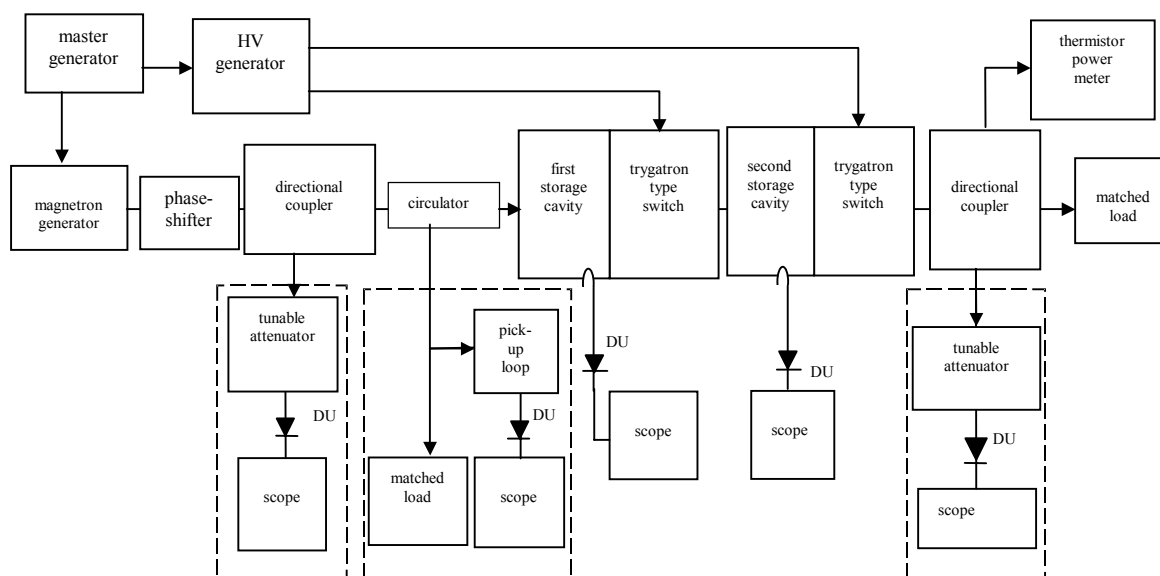 master
generator
HV
generator
thermistor
power
meter
magnetron
generator
phase-
shifter
directional
coupler
circulator
first
storage
cavity
trygatron
type
switch
second
storage
cavity
trygatron
type
switch
directional
coupler
matched
load
tunable
attenuator
DU
scope
pick-
up
loop
DU
matched
load
scope
DU
scope
DU
scope
tunable
attenuator
DU
scope